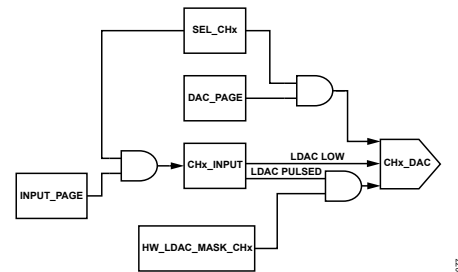 SEL_CHx
DAC_PAGE
CHx_INPUT
LDAC LOW
LDAC PULSED
CHx_DAC
INPUT_PAGE
HW_LDAC_MASK_CHx